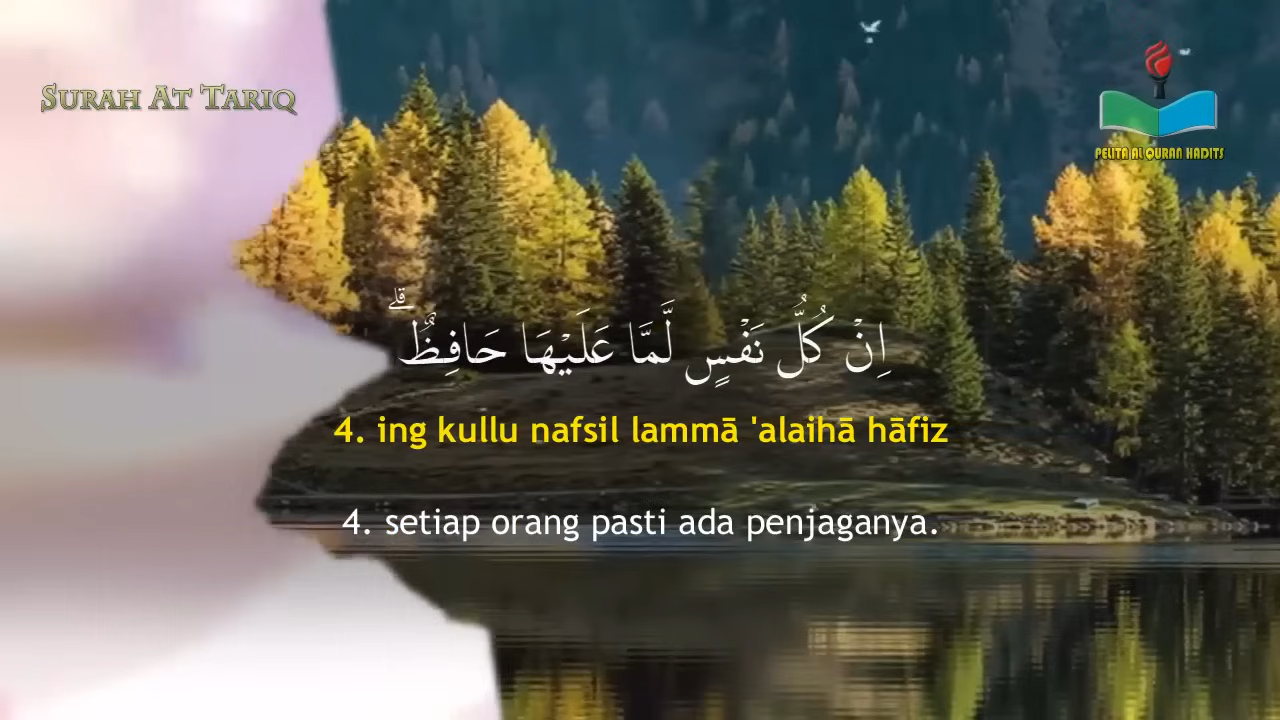 SURAH AT TARIQ
PELITA AL QURAN HADITS
اِنْ كُلُّ نَفْسٍ لَّمَّا عَلَيْهَا حَافِظٌۗ
4. ing kullu nafsil lammā 'alaihā hāfiz
4. setiap orang pasti ada penjaganya.